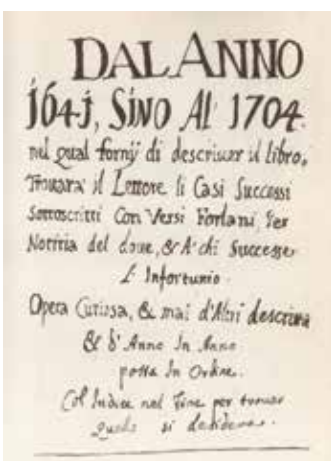 DAL ANNO
1641, SINO Al 1704.
nel qual fornij di descriuer il libro,
Trouarà il Lettore li Casi Successi
Sottoscritti Con Versi Forlani, Per
Notitia del doue, & A' chi Successe
L' Infortunio.
Opera Curiosa, & mai d'Altri descritta
& d' Anno In Anno
posta In Ordine.
Col Indice nel Fine per trouar
Quello si desidera.